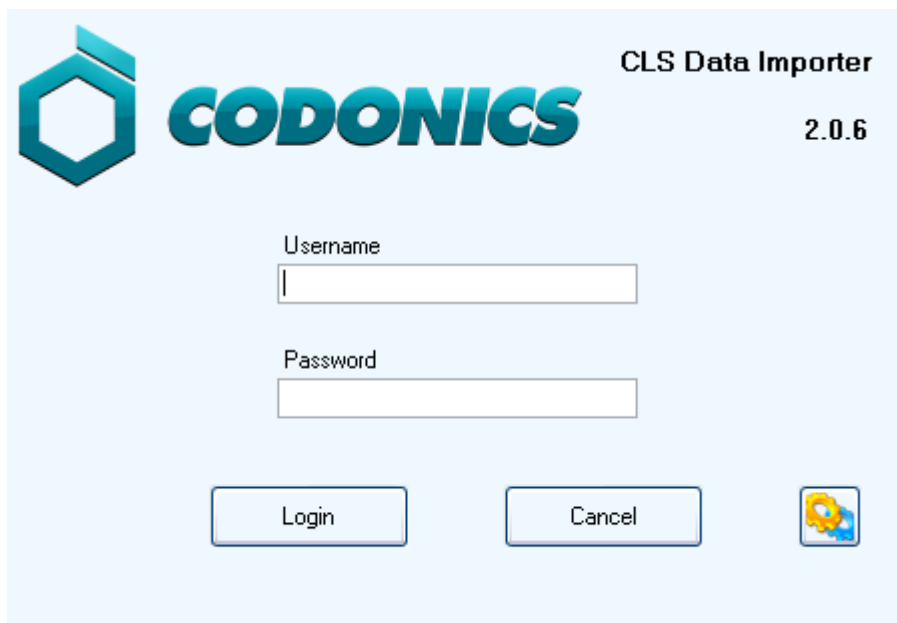 CLS Data Importer
CODONICS
2.0.6
Username
Password
Login
Cancel